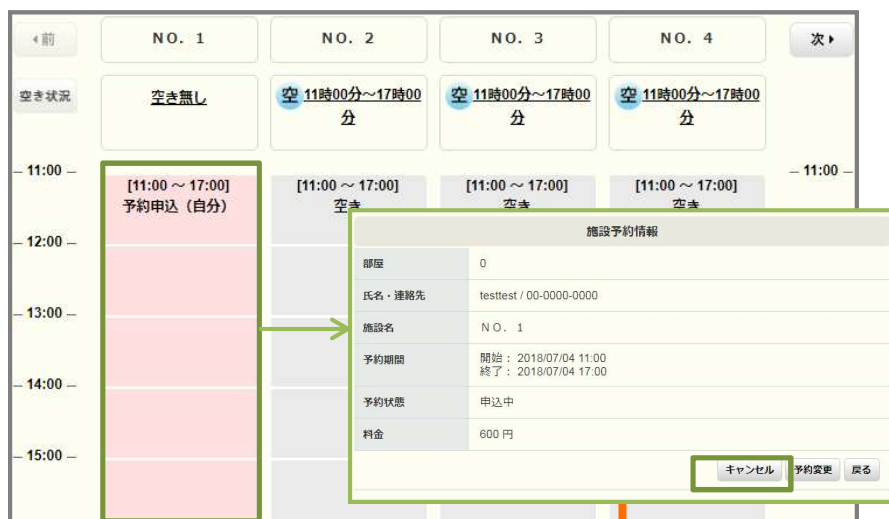 前
ＮＯ．１
ＮＯ．２
ＮＯ．３
ＮＯ．４
次
空き状況
空き無し
空 11時00分～17時00
分
空 11時00分～17時00
分
空 11時00分～17時00
分
11:00
11:00
[11:00 ～ 17:00]
予約申込（自分）
[11:00 ～ 17:00]
空き
[11:00 ～ 17:00]
空き
[11:00 ～ 17:00]
空き
12:00
13:00
14:00
15:00
施設予約情報
部屋 0
氏名・連絡先 testtest / 00-0000-0000
施設名 ＮＯ．１
予約期間 開始： 2018/07/04 11:00
終了： 2018/07/04 17:00
予約状態 申込中
料金 600 円
キャンセル 予約変更 戻る